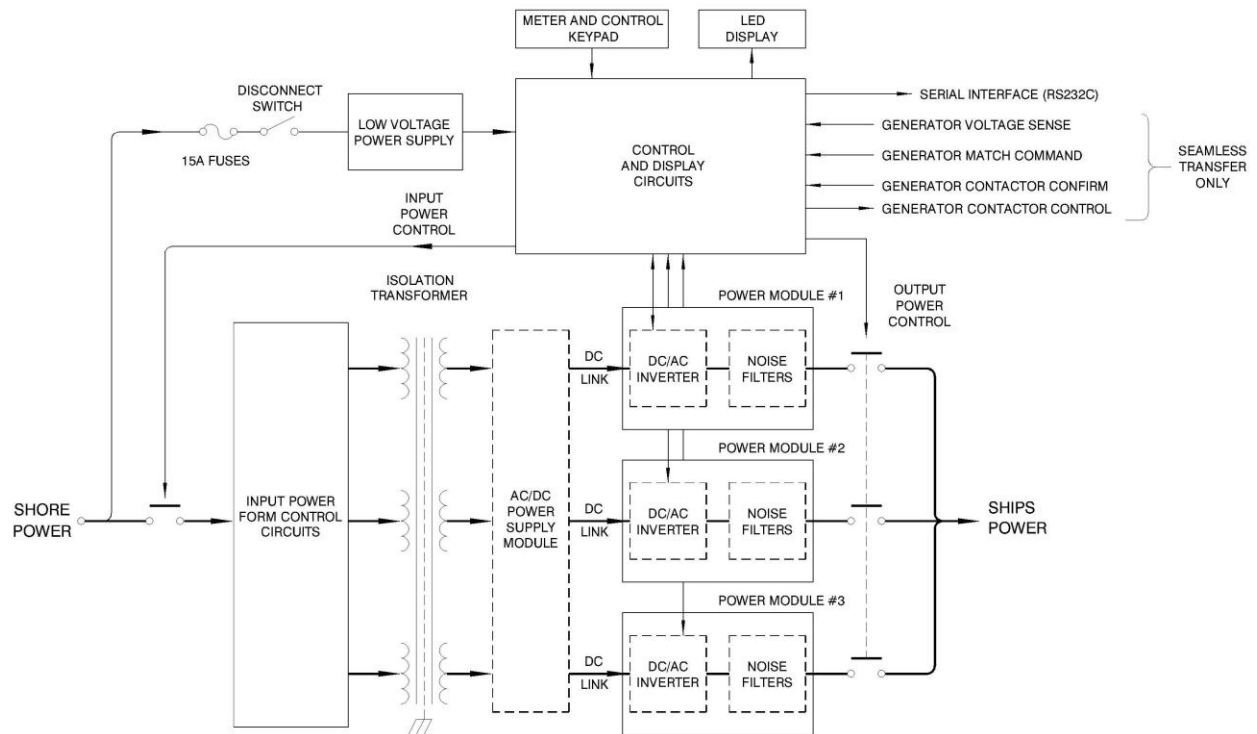 METER AND CONTROL
KEYPAD
LED
DISPLAY
DISCONNECT
SWITCH
15A FUSES
LOW VOLTAGE
POWER SUPPLY
CONTROL
AND DISPLAY
CIRCUITS
SERIAL INTERFACE (RS232C)
GENERATOR VOLTAGE SENSE
GENERATOR MATCH COMMAND
GENERATOR CONTACTOR CONFIRM
GENERATOR CONTACTOR CONTROL
SEAMLESS
TRANSFER
ONLY
INPUT
POWER
CONTROL
ISOLATION
TRANSFORMER
OUTPUT
POWER
CONTROL
POWER MODULE #1
DC
LINK
DC/AC
INVERTER
NOISE
FILTERS
POWER MODULE #2
SHORE
POWER
INPUT POWER
FORM CONTROL
CIRCUITS
AC/DC
POWER
SUPPLY
MODULE
DC
LINK
DC/AC
INVERTER
NOISE
FILTERS
SHIPS
POWER
POWER MODULE #3
DC
LINK
DC/AC
INVERTER
NOISE
FILTERS